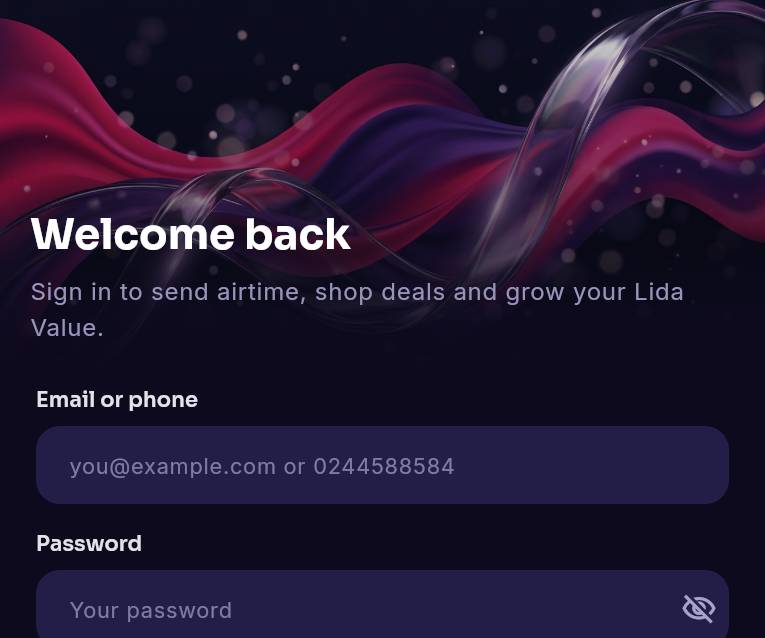 Welcome back
Sign in to send airtime, shop deals and grow your Lida
Value.
Email or phone
you@example.com or 0244588584
Password
Your password